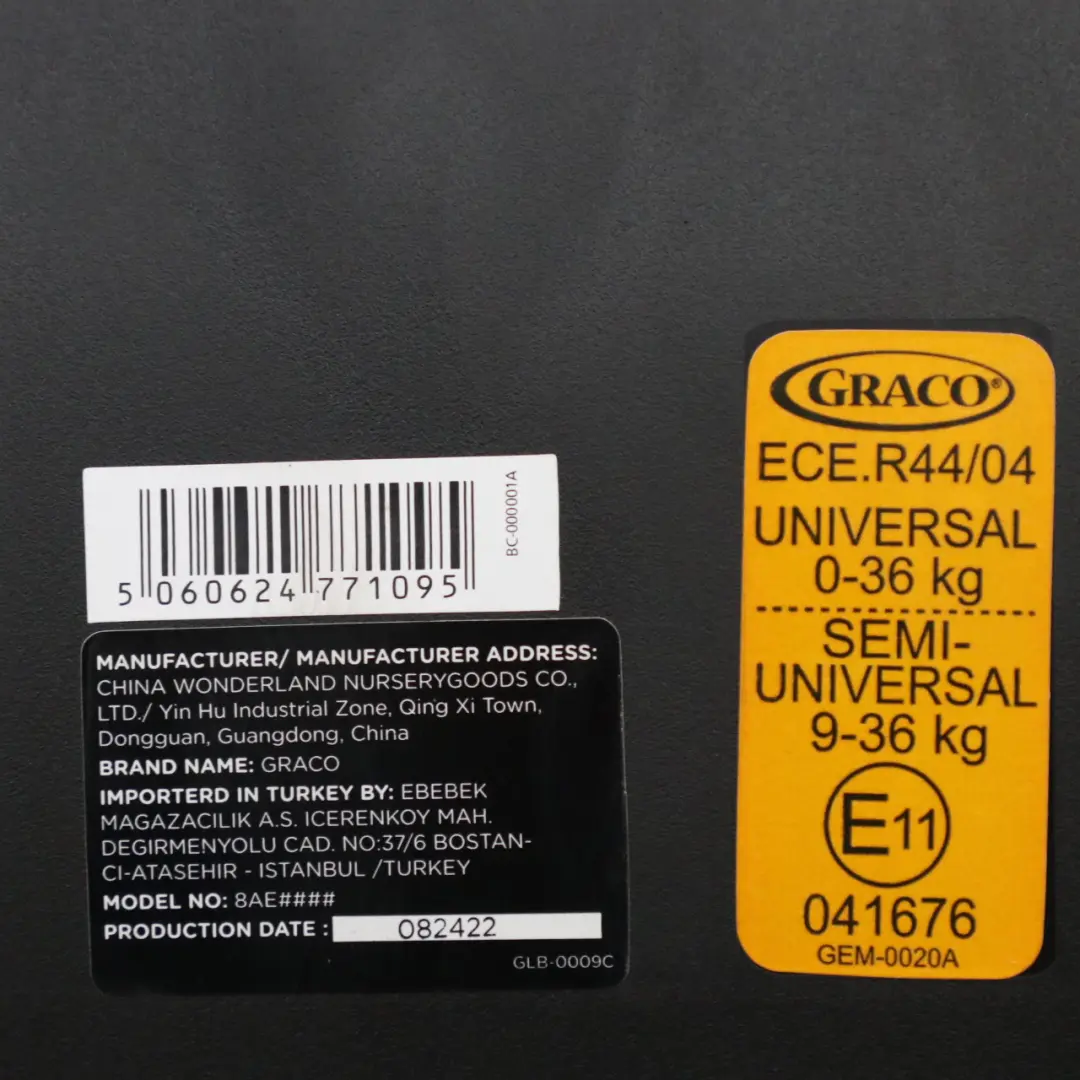 5 060624 771095
BC-000001A
MANUFACTURER/ MANUFACTURER ADDRESS:
CHINA WONDERLAND NURSERYGOODS CO.,
LTD./ Yin Hu Industrial Zone, Qing Xi Town,
Dongguan, Guangdong, China
BRAND NAME: GRACO
IMPORTERD IN TURKEY BY: EBEBEK
MAGAZACILIK A.S. ICERENKOY MAH.
DEGIRMENYOLU CAD. NO:37/6 BOSTAN-
CI-ATASEHIR - ISTANBUL /TURKEY
MODEL NO: 8AE####
PRODUCTION DATE : 082422
GLB-0009C
GRACO®
ECE.R44/04
UNIVERSAL
0-36 kg
SEMI-
UNIVERSAL
9-36 kg
E11
041676
GEM-0020A